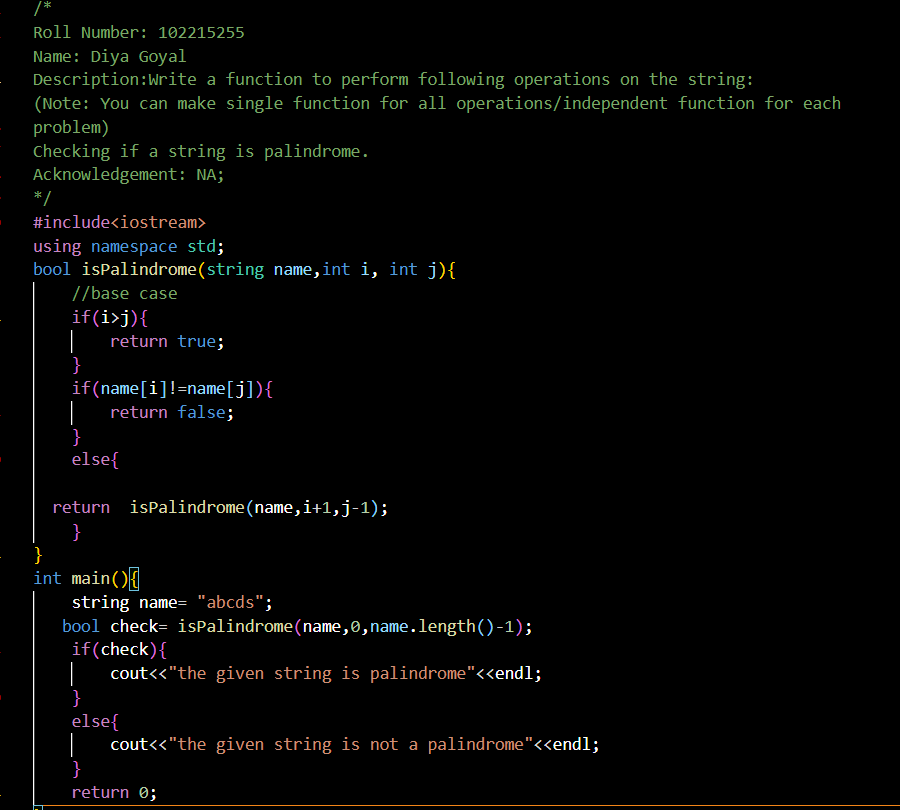 /*
Roll Number: 102215255
Name: Diya Goyal
Description:Write a function to perform following operations on the string:
(Note: You can make single function for all operations/independent function for each
problem)
Checking if a string is palindrome.
Acknowledgement: NA;
*/
#include<iostream>
using namespace std;
bool isPalindrome(string name,int i, int j){
    //base case
    if(i>j){
        return true;
    }
    if(name[i]!=name[j]){
        return false;
    }
    else{

  return  isPalindrome(name,i+1,j-1);
    }
}
int main(){
    string name= "abcds";
   bool check= isPalindrome(name,0,name.length()-1);
    if(check){
        cout<<"the given string is palindrome"<<endl;
    }
    else{
        cout<<"the given string is not a palindrome"<<endl;
    }
    return 0;